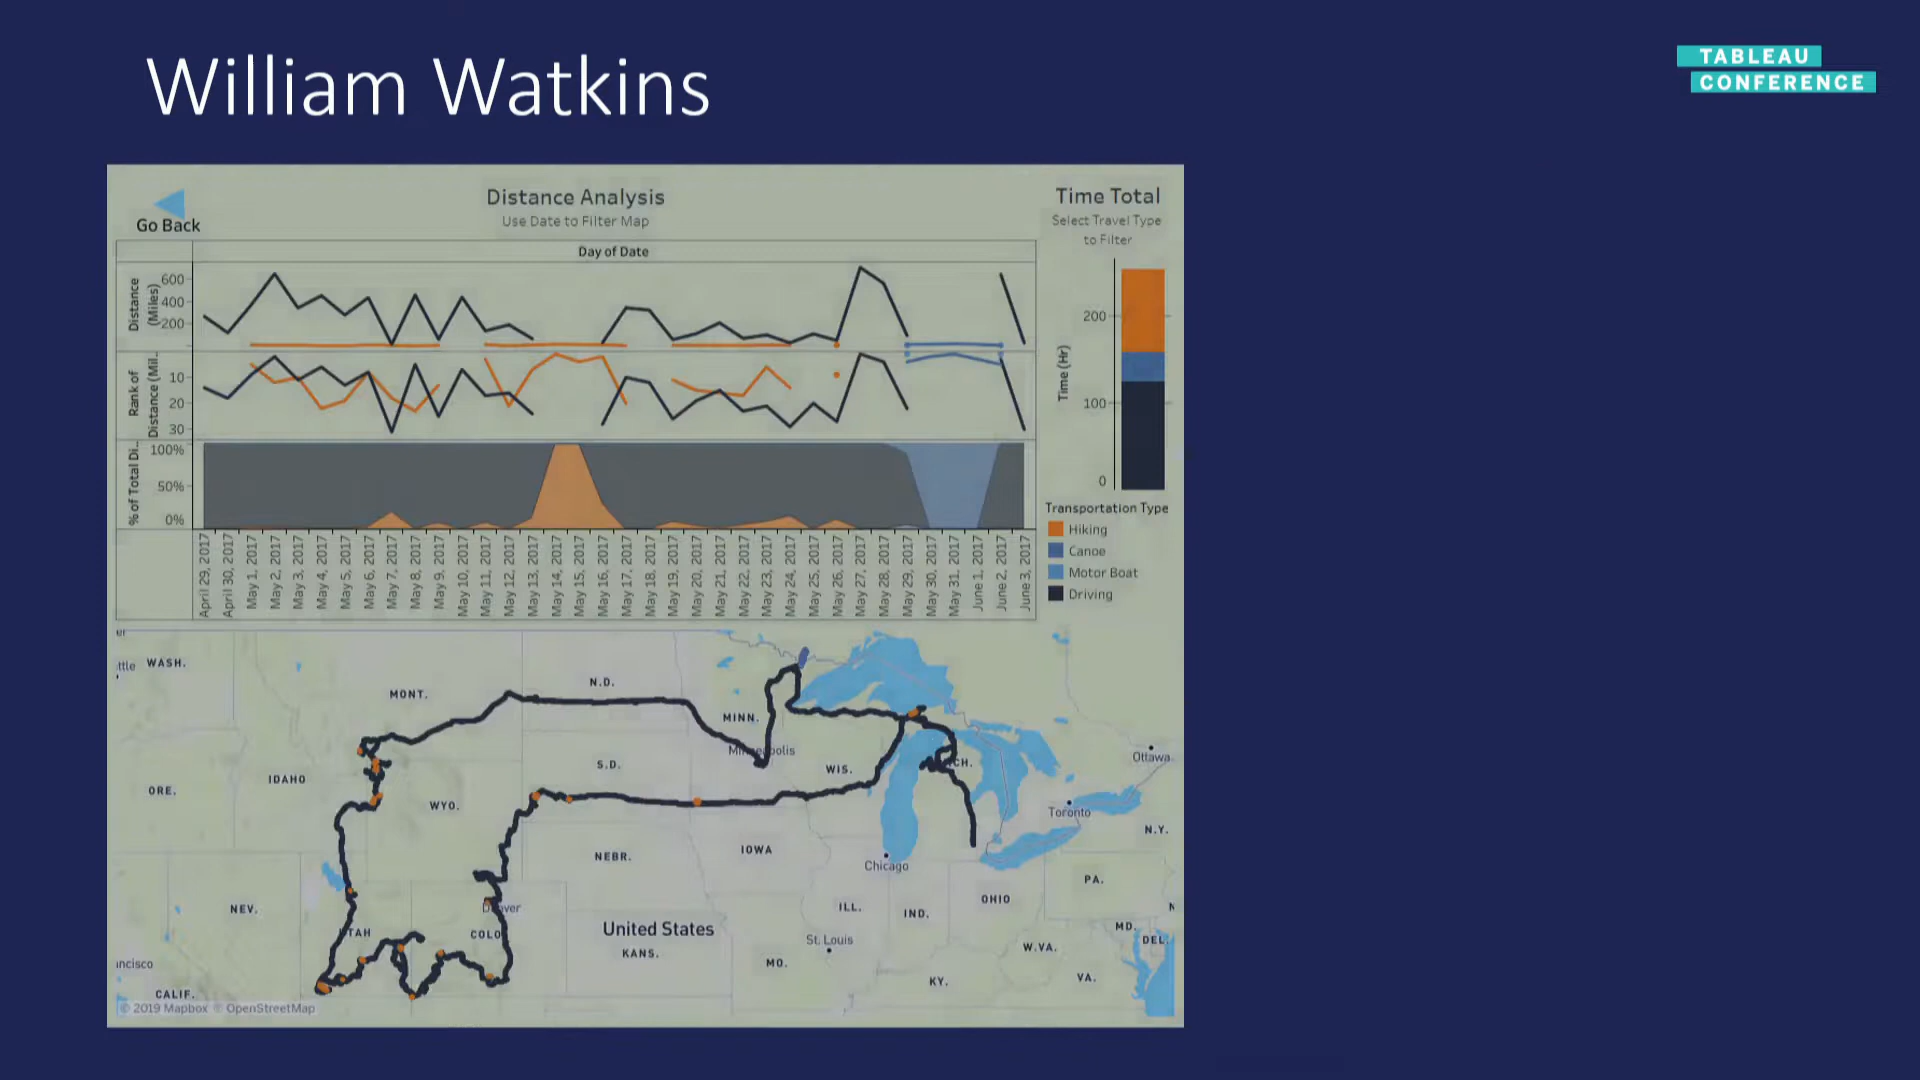 William Watkins
TABLEAU
CONFERENCE
Go Back
Distance Analysis
Use Date to Filter Map
Time Total
Select Travel Type
to Filter
Day of Date
Distance
(Miles)
600
400
200
Rank of
Distance (Mil..
10
20
30
% of Total Di..
100%
50%
0%
April 29, 2017
April 30, 2017
May 1, 2017
May 2, 2017
May 3, 2017
May 4, 2017
May 5, 2017
May 6, 2017
May 7, 2017
May 8, 2017
May 9, 2017
May 10, 2017
May 11, 2017
May 12, 2017
May 13, 2017
May 14, 2017
May 15, 2017
May 16, 2017
May 17, 2017
May 18, 2017
May 19, 2017
May 20, 2017
May 21, 2017
May 22, 2017
May 23, 2017
May 24, 2017
May 25, 2017
May 26, 2017
May 27, 2017
May 28, 2017
May 29, 2017
May 30, 2017
May 31, 2017
June 1, 2017
June 2, 2017
June 3, 2017
Time (Hr)
200
100
0
Transportation Type
Hiking
Canoe
Motor Boat
Driving
ttle
WASH.
MONT.
N.D.
MINN.
ORE.
IDAHO
WYO.
S.D.
WIS.
CH.
Ottawa
Toronto
N.Y.
NEBR.
IOWA
Chicago
PA.
NEV.
UTAH
COLO
United States
KANS.
ILL.
IND.
OHIO
St. Louis
MO.
KY.
W.VA.
VA.
MD.
DEL.
ncisco
CALIF.
© 2019 Mapbox © OpenStreetMap